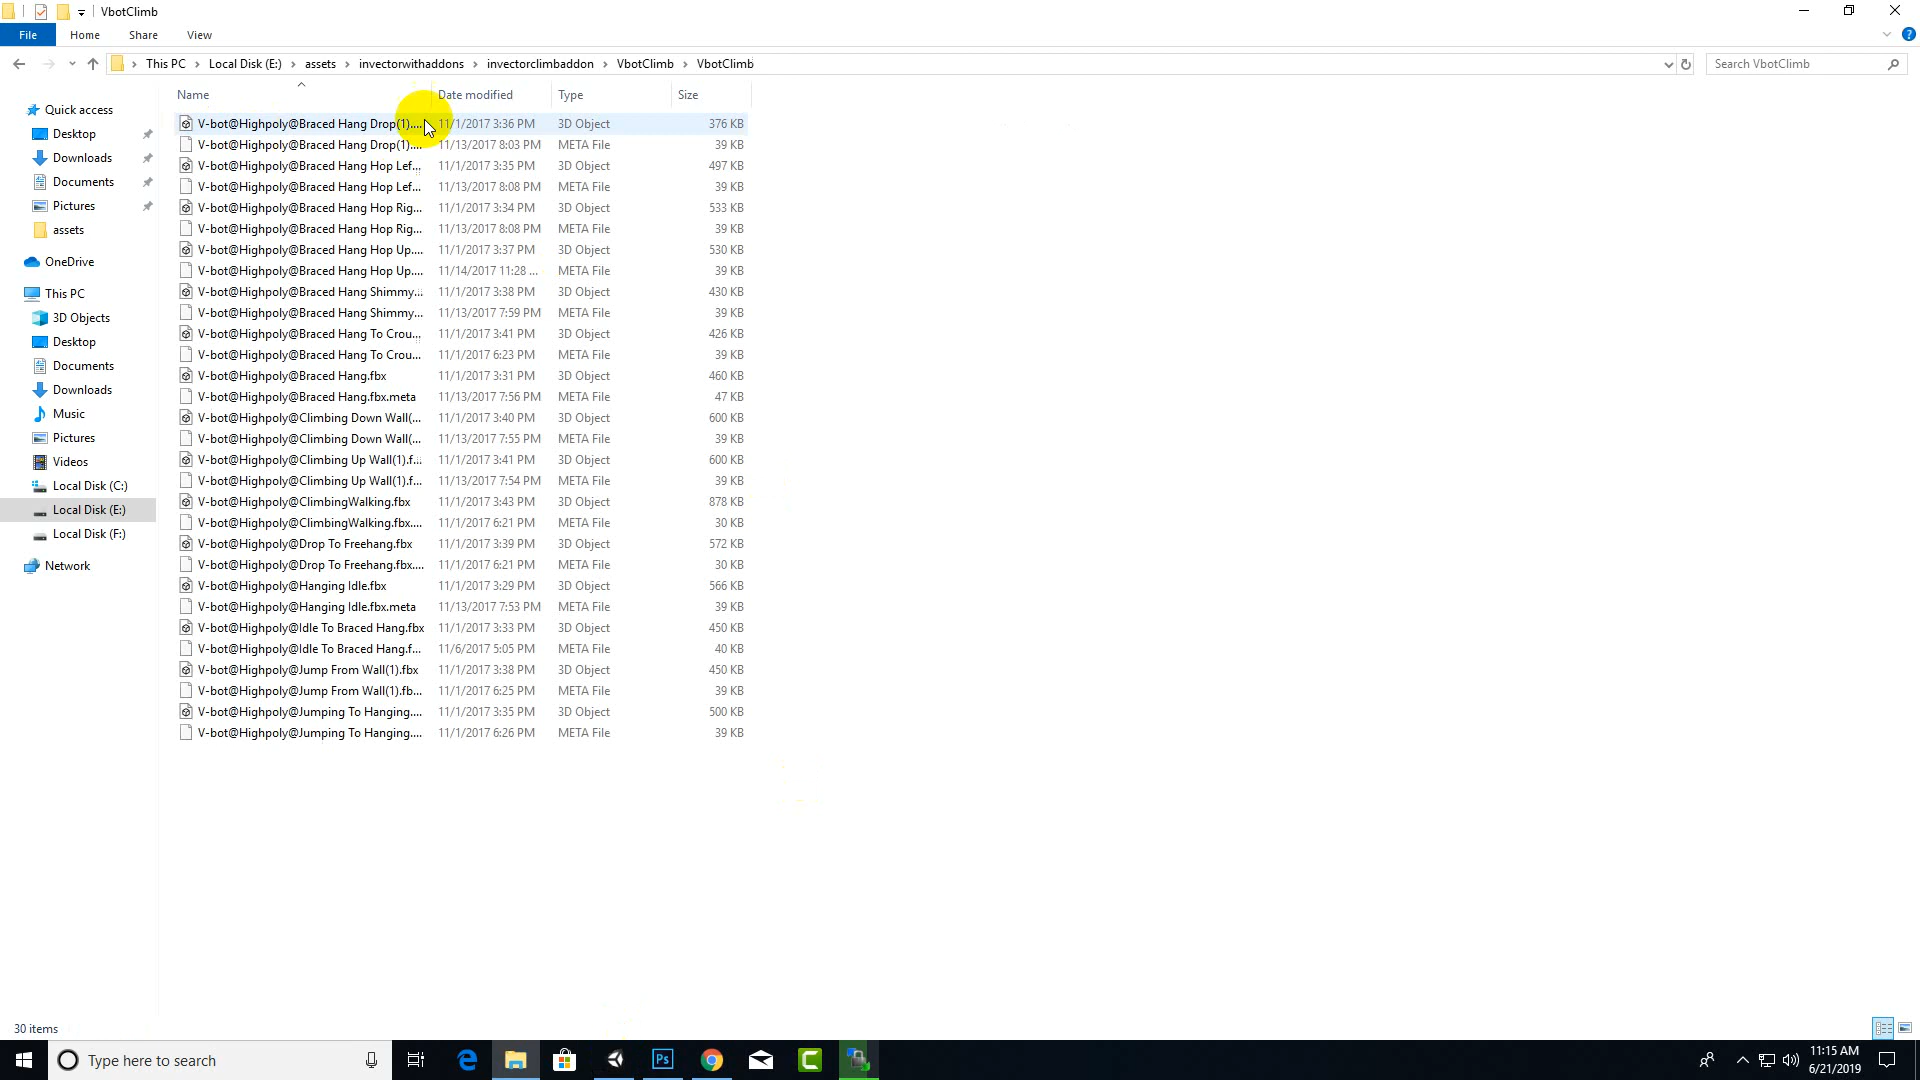 VbotClimb
File Home Share View
This PC Local Disk (E:) assets invectorwithaddons invectorclimbaddon VbotClimb VbotClimb
Search VbotClimb
Name Date modified Type Size
Quick access
Desktop
Downloads
Documents
Pictures
assets
OneDrive
This PC
3D Objects
Desktop
Documents
Downloads
Music
Pictures
Videos
Local Disk (C:)
Local Disk (E:)
Local Disk (F:)
Network
V-bot@Highpoly@Braced Hang Drop(1).... 11/1/2017 3:36 PM 3D Object 376 KB
V-bot@Highpoly@Braced Hang Drop(1).... 11/13/2017 8:03 PM META File 39 KB
V-bot@Highpoly@Braced Hang Hop Lef... 11/1/2017 3:35 PM 3D Object 497 KB
V-bot@Highpoly@Braced Hang Hop Lef... 11/13/2017 8:08 PM META File 39 KB
V-bot@Highpoly@Braced Hang Hop Rig... 11/1/2017 3:34 PM 3D Object 533 KB
V-bot@Highpoly@Braced Hang Hop Rig... 11/13/2017 8:08 PM META File 39 KB
V-bot@Highpoly@Braced Hang Hop Up.... 11/1/2017 3:37 PM 3D Object 530 KB
V-bot@Highpoly@Braced Hang Hop Up.... 11/14/2017 11:28 ... META File 39 KB
V-bot@Highpoly@Braced Hang Shimmy... 11/1/2017 3:38 PM 3D Object 430 KB
V-bot@Highpoly@Braced Hang Shimmy... 11/13/2017 7:59 PM META File 39 KB
V-bot@Highpoly@Braced Hang To Crou... 11/1/2017 3:41 PM 3D Object 426 KB
V-bot@Highpoly@Braced Hang To Crou... 11/1/2017 6:23 PM META File 39 KB
V-bot@Highpoly@Braced Hang.fbx 11/1/2017 3:31 PM 3D Object 460 KB
V-bot@Highpoly@Braced Hang.fbx.meta 11/13/2017 7:56 PM META File 47 KB
V-bot@Highpoly@Climbing Down Wall(... 11/1/2017 3:40 PM 3D Object 600 KB
V-bot@Highpoly@Climbing Down Wall(... 11/13/2017 7:55 PM META File 39 KB
V-bot@Highpoly@Climbing Up Wall(1).f... 11/1/2017 3:41 PM 3D Object 600 KB
V-bot@Highpoly@Climbing Up Wall(1).f... 11/13/2017 7:54 PM META File 39 KB
V-bot@Highpoly@ClimbingWalking.fbx 11/1/2017 3:43 PM 3D Object 878 KB
V-bot@Highpoly@ClimbingWalking.fbx.... 11/1/2017 6:21 PM META File 30 KB
V-bot@Highpoly@Drop To Freehang.fbx 11/1/2017 3:39 PM 3D Object 572 KB
V-bot@Highpoly@Drop To Freehang.fbx.... 11/1/2017 6:21 PM META File 30 KB
V-bot@Highpoly@Hanging Idle.fbx 11/1/2017 3:29 PM 3D Object 566 KB
V-bot@Highpoly@Hanging Idle.fbx.meta 11/13/2017 7:53 PM META File 39 KB
V-bot@Highpoly@Idle To Braced Hang.fbx 11/1/2017 3:33 PM 3D Object 450 KB
V-bot@Highpoly@Idle To Braced Hang.f... 11/6/2017 5:05 PM META File 40 KB
V-bot@Highpoly@Jump From Wall(1).fbx 11/1/2017 3:38 PM 3D Object 450 KB
V-bot@Highpoly@Jump From Wall(1).fb... 11/1/2017 6:25 PM META File 39 KB
V-bot@Highpoly@Jumping To Hanging.... 11/1/2017 3:35 PM 3D Object 500 KB
V-bot@Highpoly@Jumping To Hanging.... 11/1/2017 6:26 PM META File 39 KB
30 items
Type here to search
Ps
11:15 AM
6/21/2019